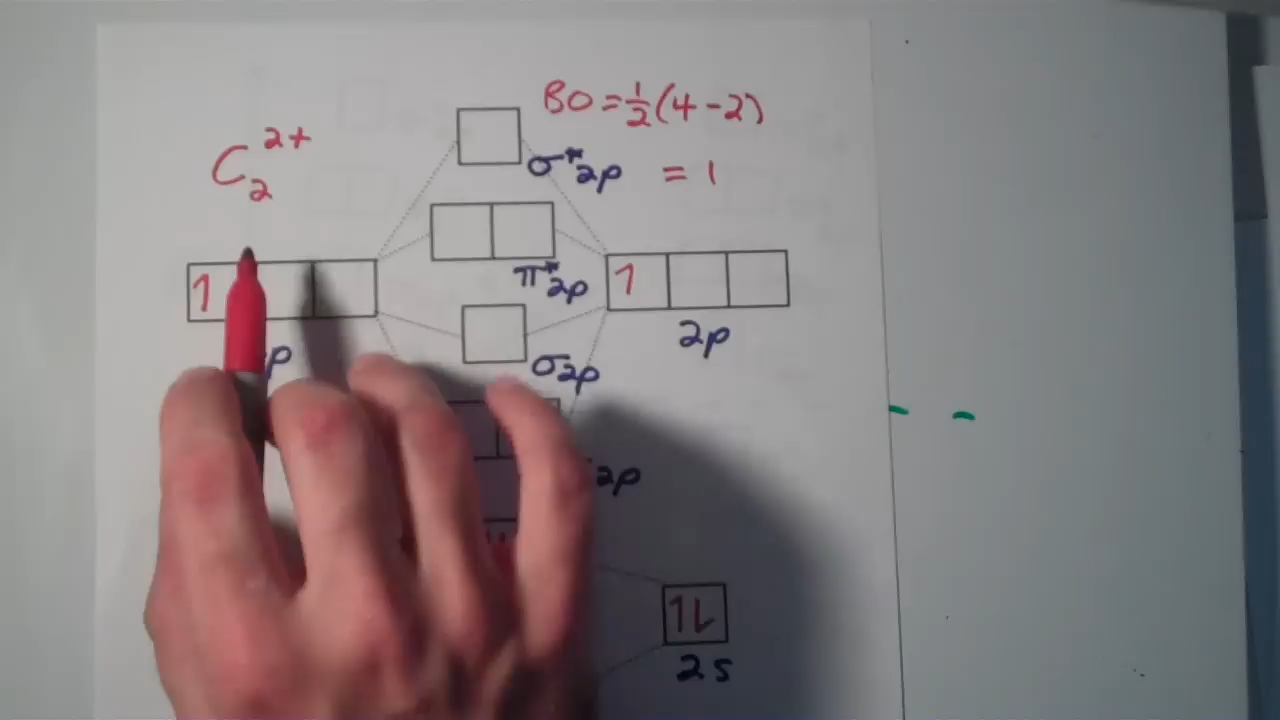 BO = 1/2 (4 - 2)
C₂²⁺
σ*2p = 1
1 1
π*2p
2p
p
σ2p
2p
1L
2s